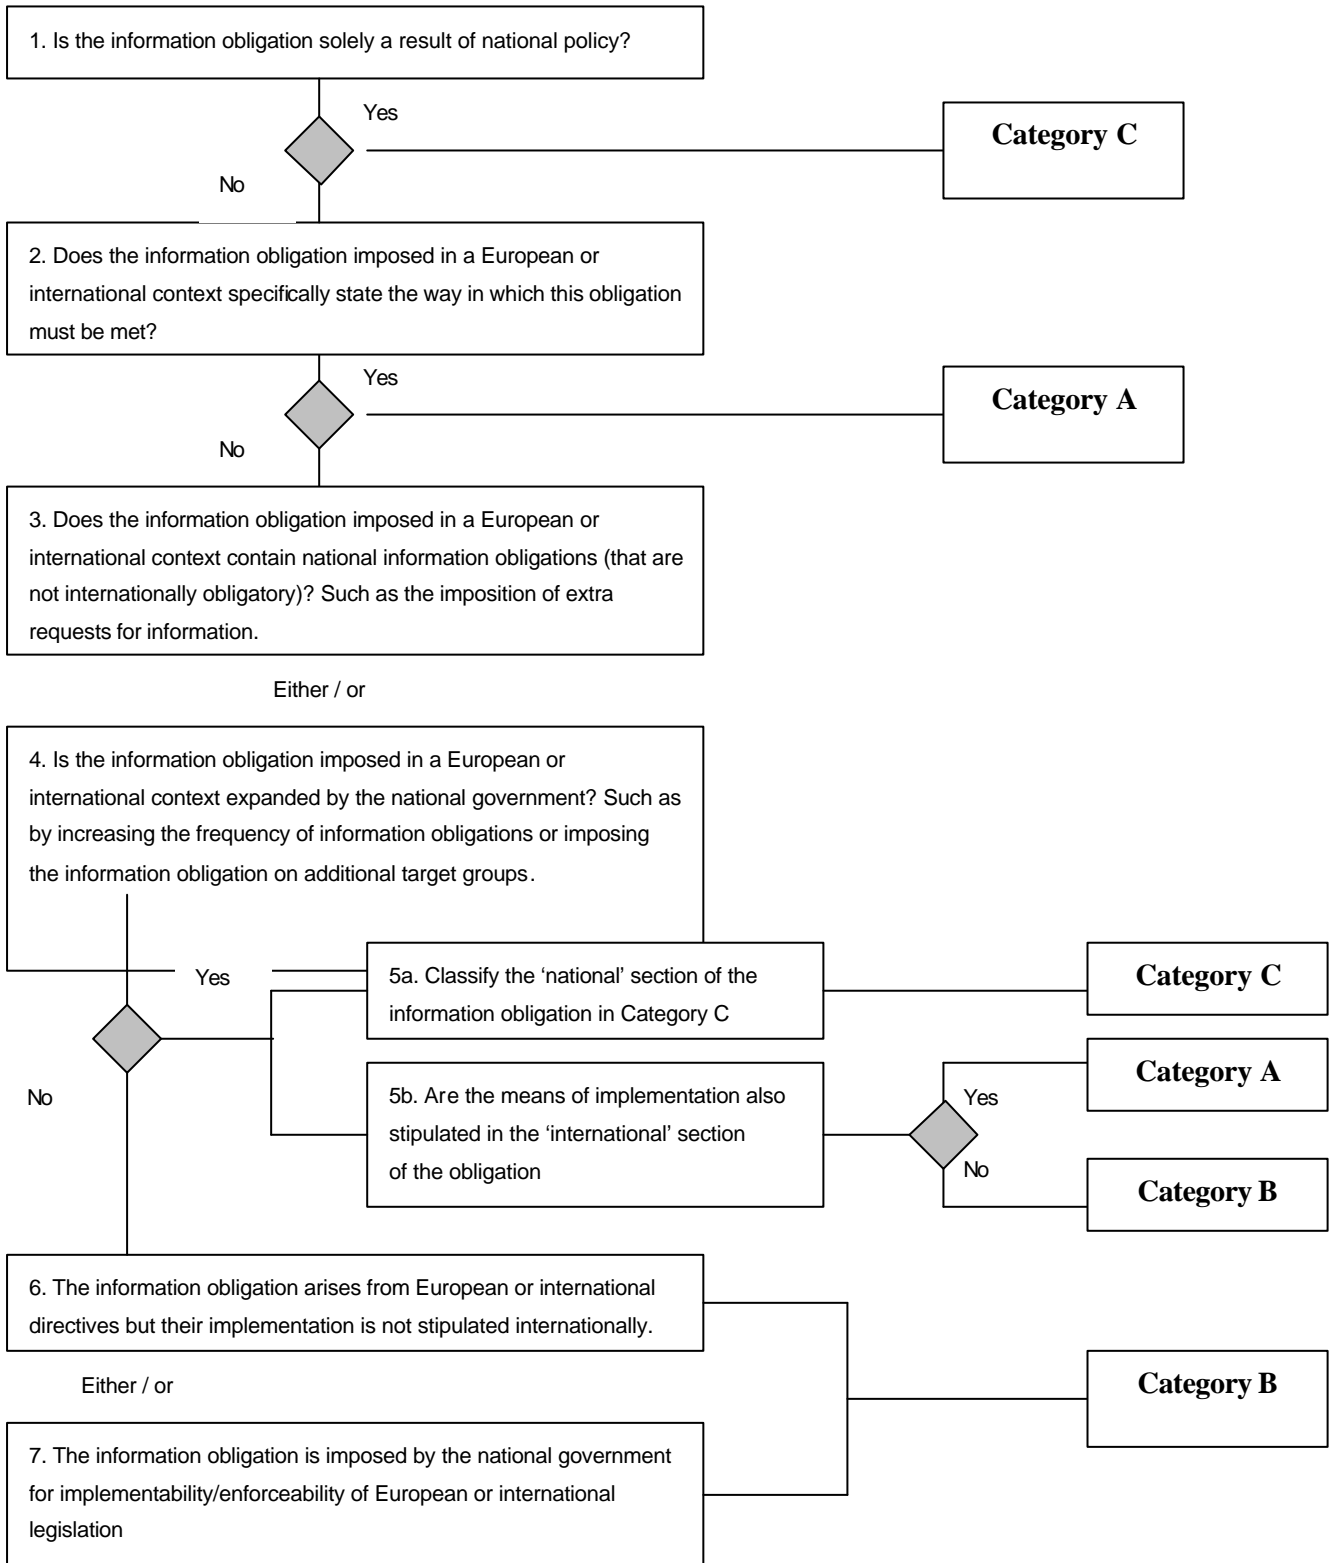 1. Is the information obligation solely a result of national policy?
Yes
Category C
No
2. Does the information obligation imposed in a European or
international context specifically state the way in which this obligation
must be met?
Yes
Category A
No
3. Does the information obligation imposed in a European or
international context contain national information obligations (that are
not internationally obligatory)? Such as the imposition of extra
requests for information.
Either / or
4. Is the information obligation imposed in a European or
international context expanded by the national government? Such as
by increasing the frequency of information obligations or imposing
the information obligation on additional target groups.
Yes
5a. Classify the ‘national’ section of the
information obligation in Category C
Category C
No
5b. Are the means of implementation also
stipulated in the ‘international’ section
of the obligation
Yes
Category A
No
Category B
6. The information obligation arises from European or international
directives but their implementation is not stipulated internationally.
Either / or
Category B
7. The information obligation is imposed by the national government
for implementability/enforceability of European or international
legislation